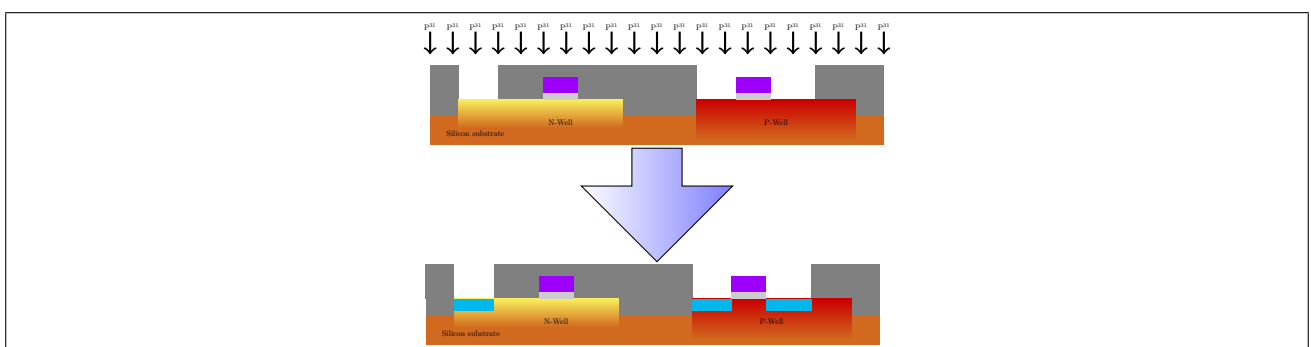 P³¹ P³¹ P³¹ P³¹ P³¹ P³¹ P³¹ P³¹ P³¹ P³¹ P³¹ P³¹ P³¹ P³¹ P³¹ P³¹ P³¹ P³¹ P³¹ P³¹ P³¹
N-Well P-Well
Silicon substrate
N-Well P-Well
Silicon substrate